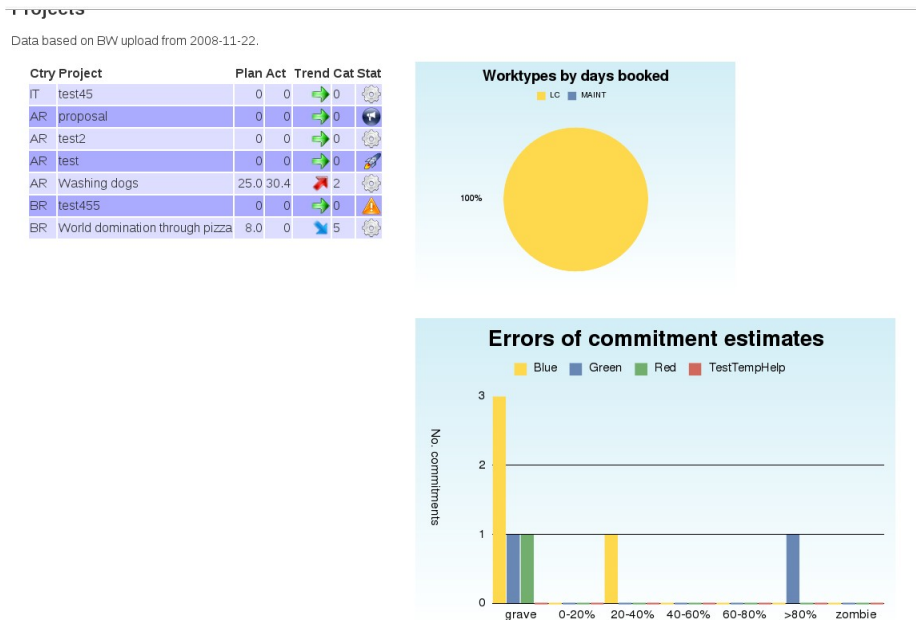 Projects
Data based on BW upload from 2008-11-22.
Ctry Project Plan Act Trend Cat Stat
IT test45 0 0 0
AR proposal 0 0 0
AR test2 0 0 0
AR test 0 0 0
AR Washing dogs 25.0 30.4 2
BR test455 0 0 0
BR World domination through pizza 8.0 0 5
Worktypes by days booked
LC MAINT
100%
Errors of commitment estimates
Blue Green Red TestTempHelp
No. commitments
3
2
1
0
grave 0-20% 20-40% 40-60% 60-80% >80% zombie